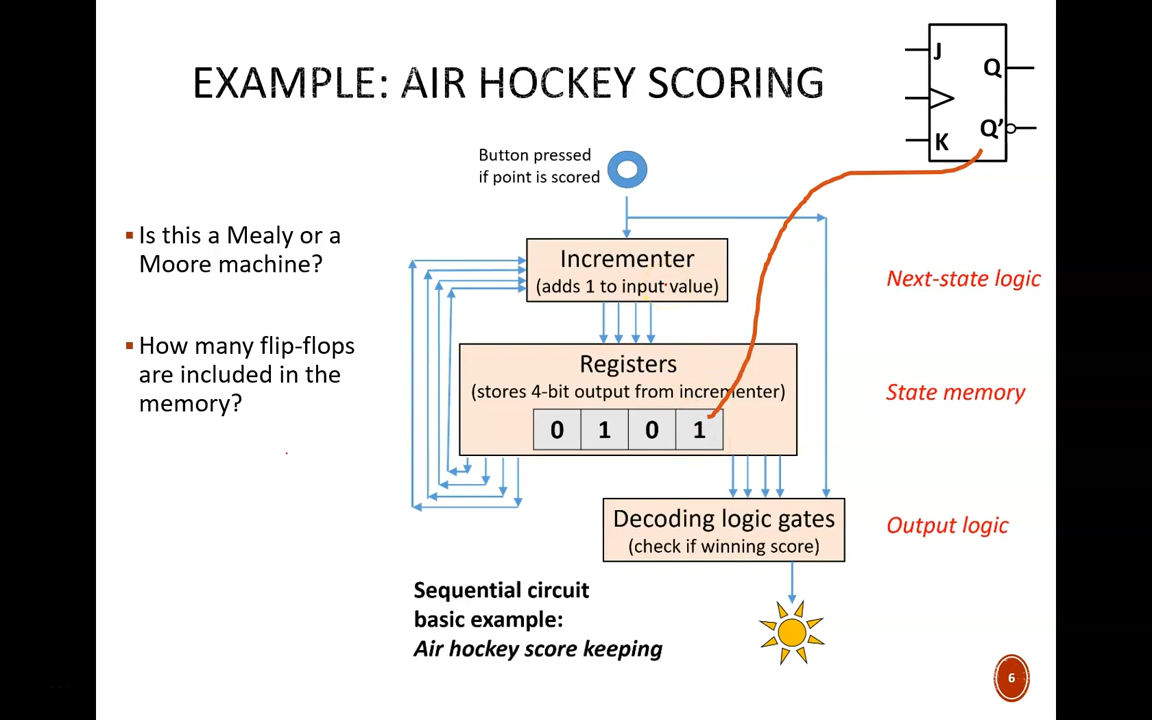 EXAMPLE: AIR HOCKEY SCORING
J
Q
K
Q’
Button pressed
if point is scored
▪ Is this a Mealy or a
Moore machine?
▪ How many flip-flops
are included in the
memory?
Incrementer
(adds 1 to input value)
Next-state logic
Registers
(stores 4-bit output from incrementer)
0 1 0 1
State memory
Decoding logic gates
(check if winning score)
Output logic
Sequential circuit
basic example:
Air hockey score keeping
6